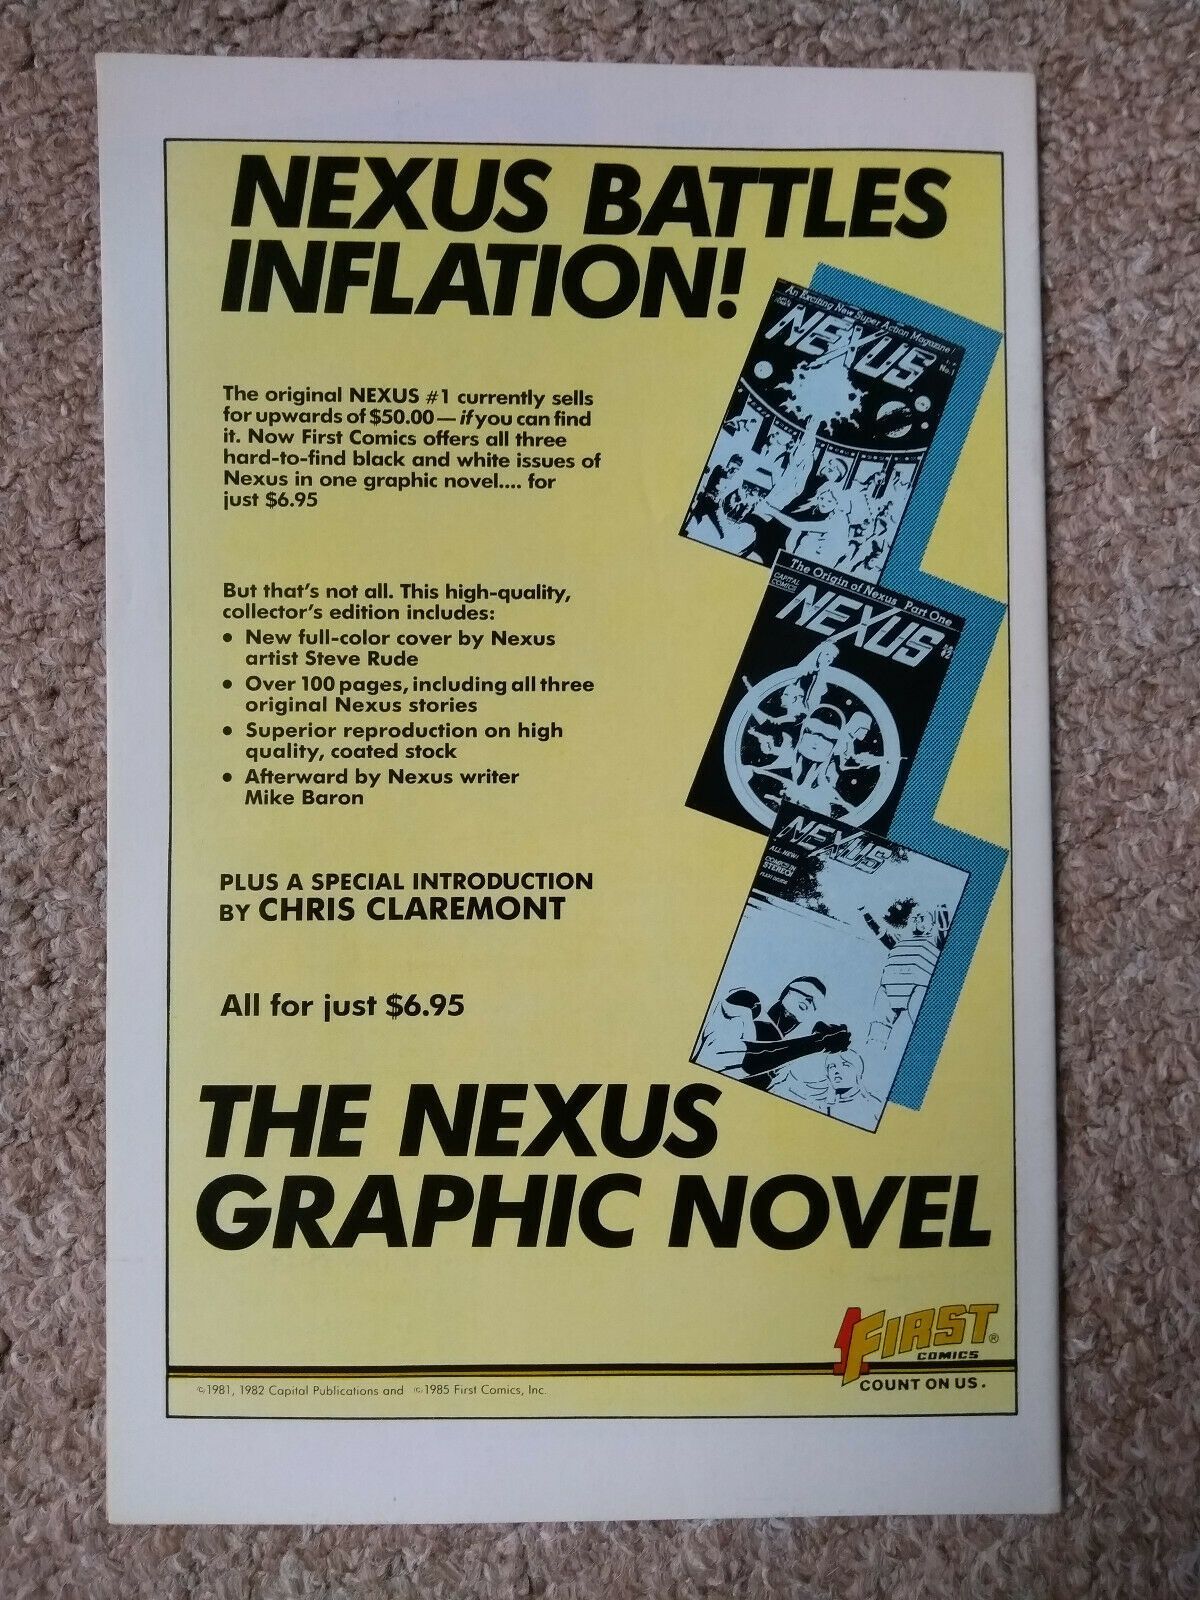 NEXUS BATTLES
INFLATION!
The original NEXUS #1 currently sells
for upwards of $50.00—if you can find
it. Now First Comics offers all three
hard-to-find black and white issues of
Nexus in one graphic novel.... for
just $6.95
But that's not all. This high-quality,
collector's edition includes:
• New full-color cover by Nexus
artist Steve Rude
• Over 100 pages, including all three
original Nexus stories
• Superior reproduction on high
quality, coated stock
• Afterward by Nexus writer
Mike Baron
PLUS A SPECIAL INTRODUCTION
BY CHRIS CLAREMONT
All for just $6.95
An Exciting New Super Action Magazine!
NEXUS
No.1
The Origin of Nexus Part One
CAPITAL
COMICS
NEXUS
NEXUS
ALL-NEW!
COMICS IN
STEREO!
THE NEXUS
GRAPHIC NOVEL
1FIRST®
COMICS
COUNT ON US.
©1981, 1982 Capital Publications and ©1985 First Comics, Inc.